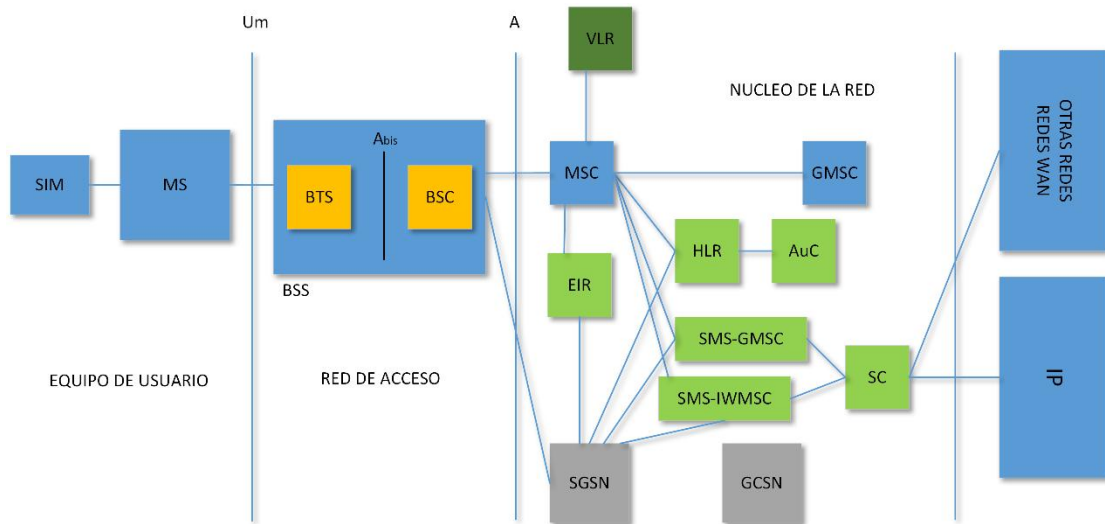 Um
A
VLR
NUCLEO DE LA RED
OTRAS REDES
REDES WAN
Abis
SIM
MS
BTS
BSC
MSC
GMSC
HLR
AuC
EIR
BSS
SMS-GMSC
SC
IP
EQUIPO DE USUARIO
RED DE ACCESO
SMS-IWMSC
SGSN
GCSN